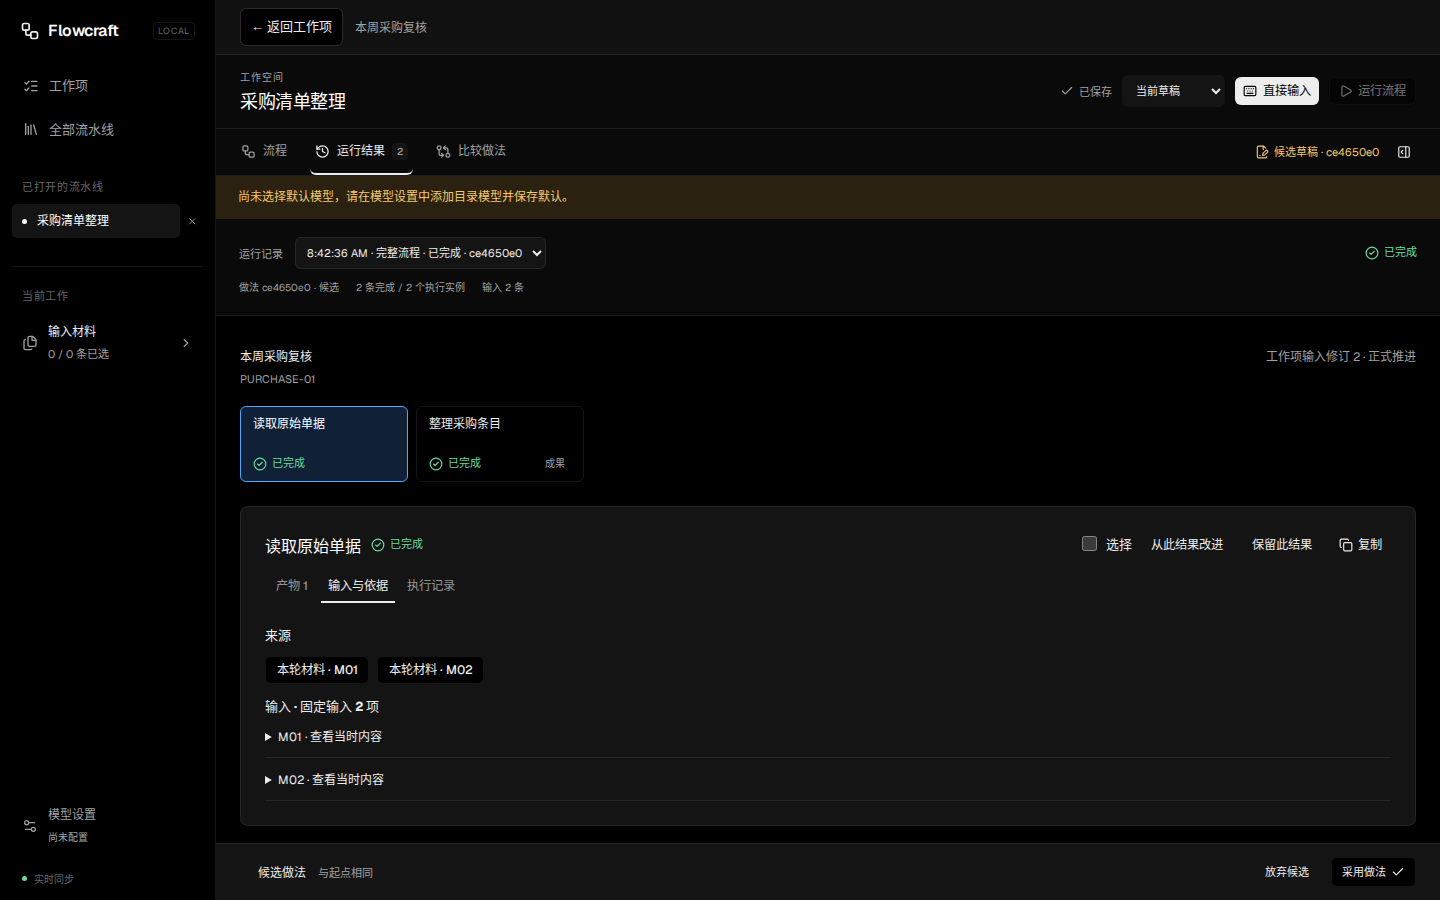 Flowcraft
LOCAL
工作项
全部流水线
已打开的流水线
采购清单整理
×
当前工作
输入材料
0 / 0 条已选
模型设置
尚未配置
实时同步
← 返回工作项
本周采购复核
工作空间
采购清单整理
已保存
当前草稿
直接输入
运行流程
流程
运行结果 2
比较做法
候选草稿 · ce4650e0
尚未选择默认模型，请在模型设置中添加目录模型并保存默认。
运行记录
8:42:36 AM · 完整流程 · 已完成 · ce4650e0
已完成
做法 ce4650e0 · 候选
2 条完成 / 2 个执行实例
输入 2 条
本周采购复核
PURCHASE-01
工作项输入修订 2 · 正式推进
读取原始单据
已完成
整理采购条目
已完成
成果
读取原始单据
已完成
选择
从此结果改进
保留此结果
复制
产物 1
输入与依据
执行记录
来源
本轮材料 · M01
本轮材料 · M02
输入 · 固定输入 2 项
M01 · 查看当时内容
M02 · 查看当时内容
候选做法
与起点相同
放弃候选
采用做法